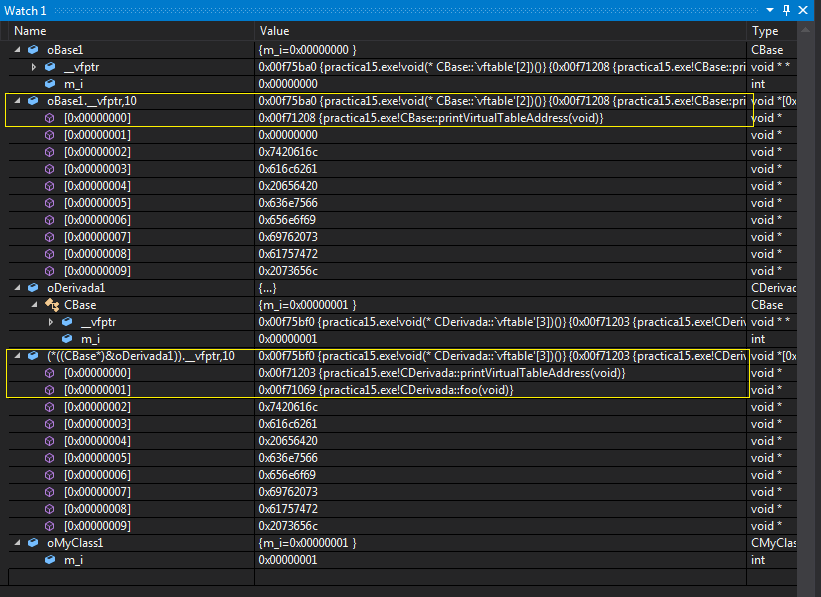 Watch 1
Name Value Type
oBase1 {m_i=0x00000000 } CBase
__vfptr 0x00f75ba0 {practica15.exe!void(* CBase::`vftable'[2])()} {0x00f71208 {practica15.exe!CBase::pri void * *
m_i 0x00000000 int
oBase1.__vfptr,10 0x00f75ba0 {practica15.exe!void(* CBase::`vftable'[2])()} {0x00f71208 {practica15.exe!CBase::pri void *[0x
[0x00000000] 0x00f71208 {practica15.exe!CBase::printVirtualTableAddress(void)} void *
[0x00000001] 0x00000000 void *
[0x00000002] 0x7420616c void *
[0x00000003] 0x616c6261 void *
[0x00000004] 0x20656420 void *
[0x00000005] 0x636e7566 void *
[0x00000006] 0x656e6f69 void *
[0x00000007] 0x69762073 void *
[0x00000008] 0x61757472 void *
[0x00000009] 0x2073656c void *
oDerivada1 {...} CDerivad
CBase {m_i=0x00000001 } CBase
__vfptr 0x00f75bf0 {practica15.exe!void(* CDerivada::`vftable'[3])()} {0x00f71203 {practica15.exe!CDeriv void * *
m_i 0x00000001 int
(*((CBase*)&oDerivada1)).__vfptr,10 0x00f75bf0 {practica15.exe!void(* CDerivada::`vftable'[3])()} {0x00f71203 {practica15.exe!CDeriv void *[0x
[0x00000000] 0x00f71203 {practica15.exe!CDerivada::printVirtualTableAddress(void)} void *
[0x00000001] 0x00f71069 {practica15.exe!CDerivada::foo(void)} void *
[0x00000002] 0x7420616c void *
[0x00000003] 0x616c6261 void *
[0x00000004] 0x20656420 void *
[0x00000005] 0x636e7566 void *
[0x00000006] 0x656e6f69 void *
[0x00000007] 0x69762073 void *
[0x00000008] 0x61757472 void *
[0x00000009] 0x2073656c void *
oMyClass1 {m_i=0x00000001 } CMyClas
m_i 0x00000001 int